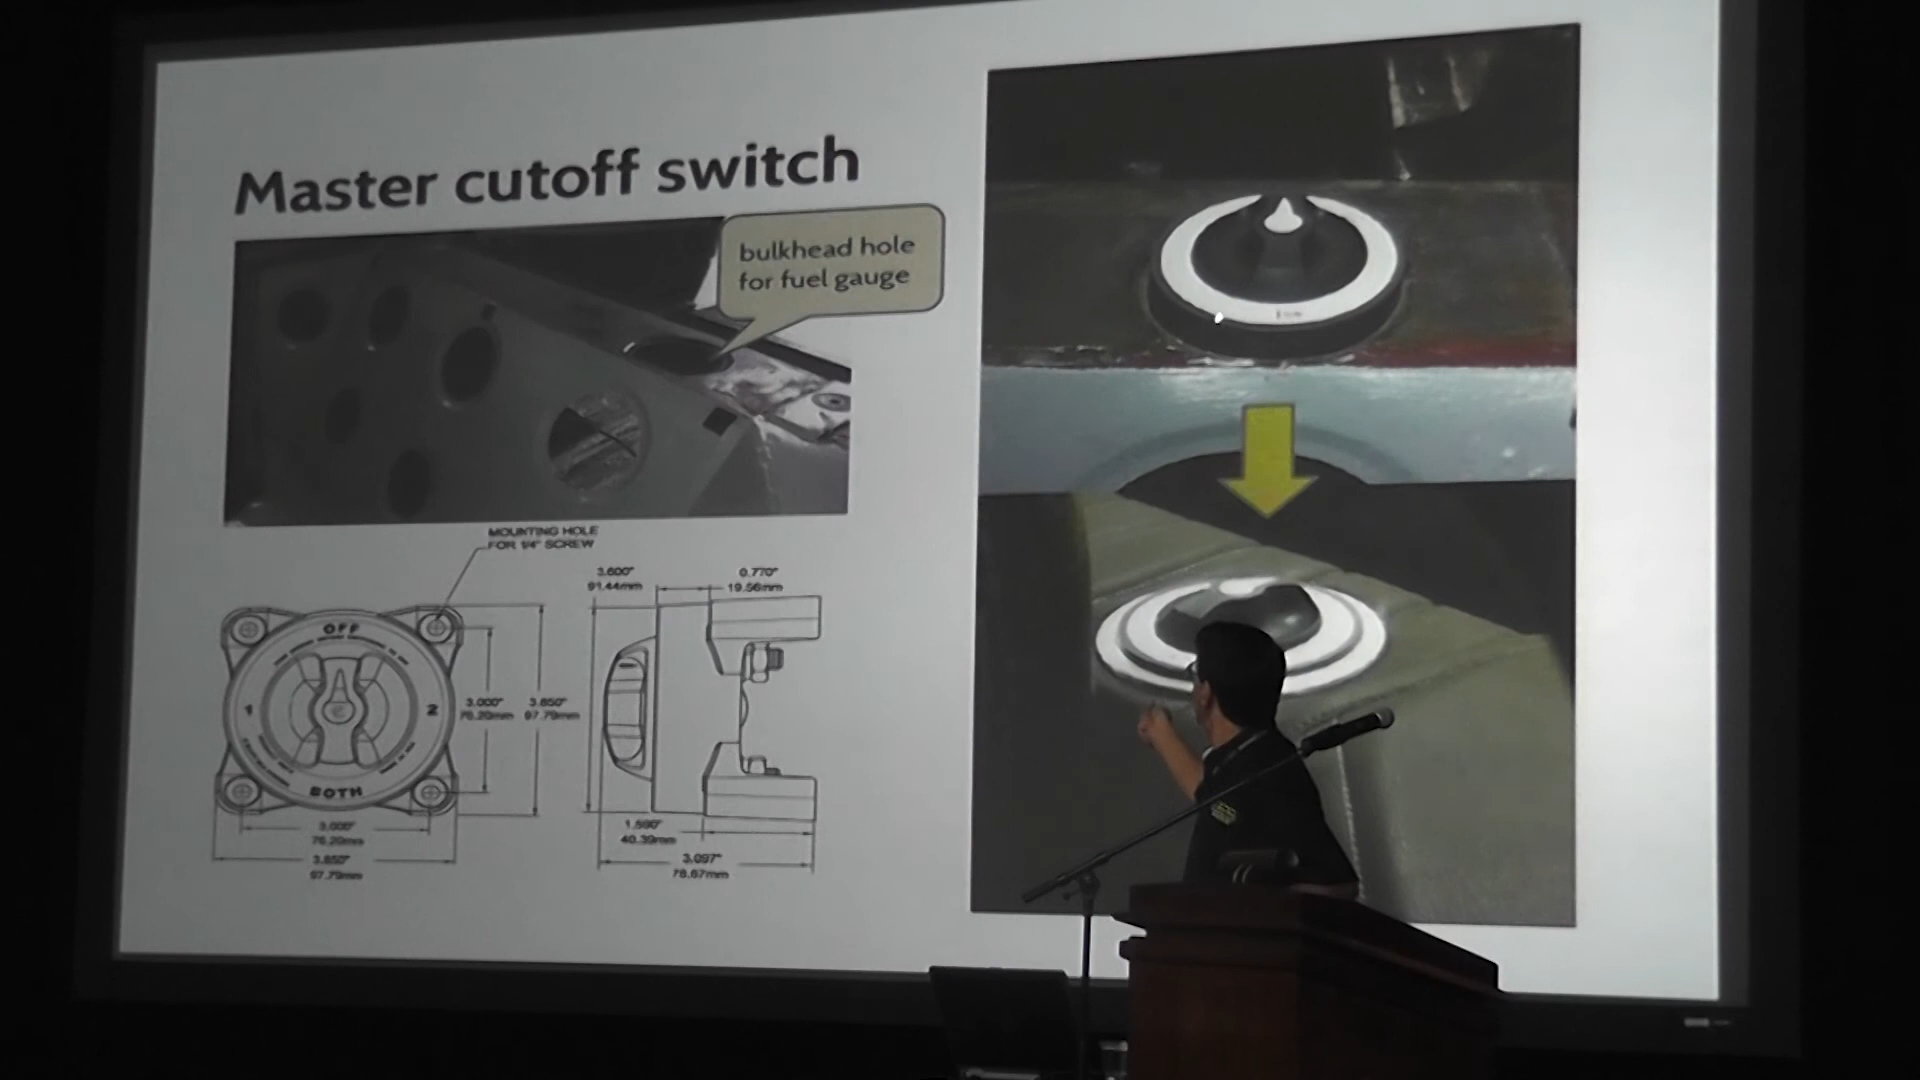 Master cutoff switch
bulkhead hole
for fuel gauge
MOUNTING HOLE
FOR 1/4" SCREW
3.600"
91.44mm
0.770"
19.56mm
OFF
1
2
BOTH
3.000"
76.20mm
3.850"
97.79mm
3.000"
76.20mm
3.850"
97.79mm
40.39mm
3.097"
78.67mm